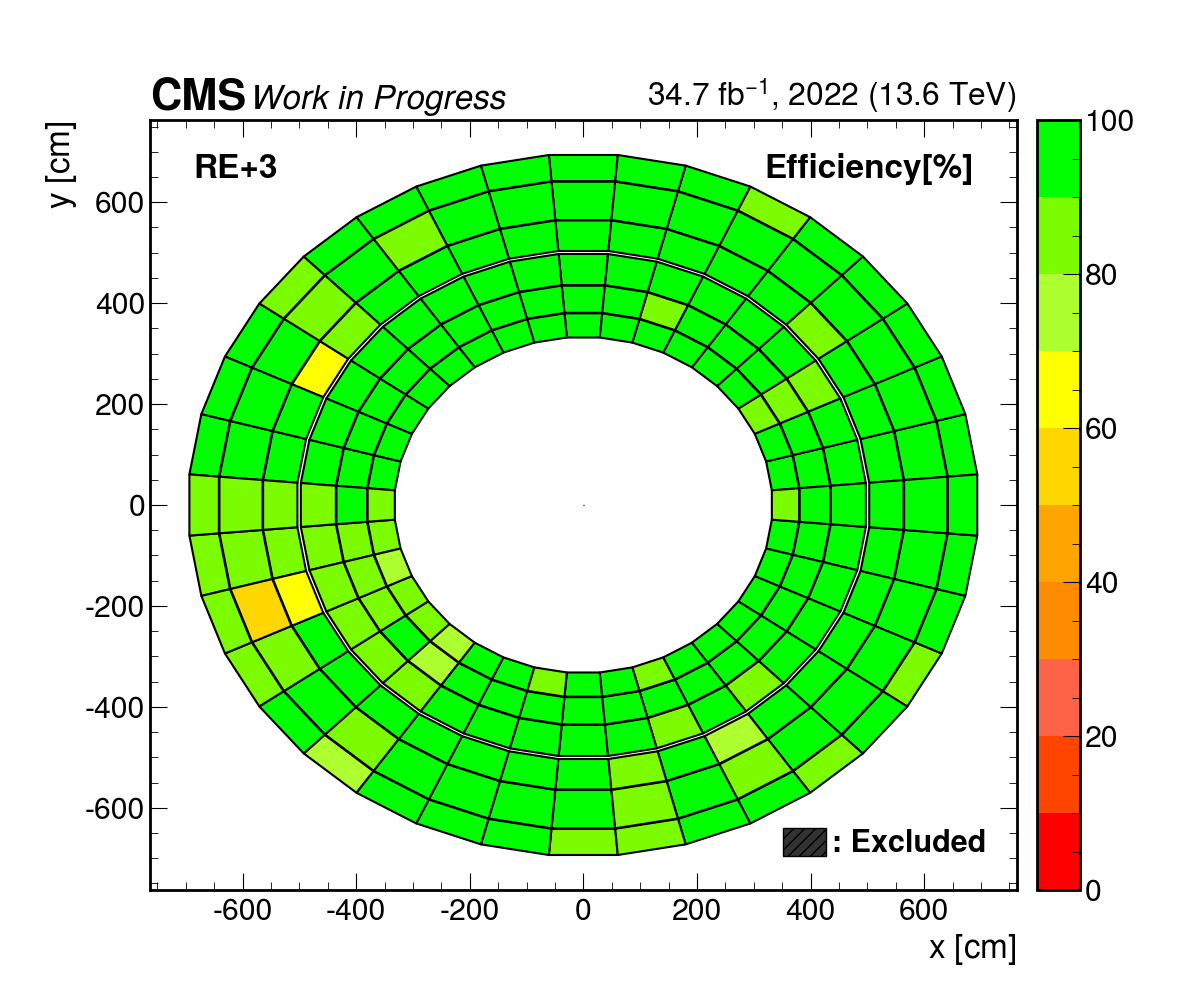 CMS Work in Progress 34.7 fb⁻¹, 2022 (13.6 TeV)
y [cm]
RE+3 Efficiency[%]
: Excluded
600
400
200
0
-200
-400
-600
-600 -400 -200 0 200 400 600
x [cm]
100
80
60
40
20
0